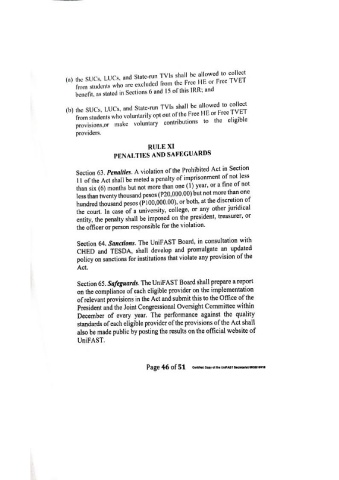 (a) the SUCs, LUCs, and State-run TVIs shall be allowed to collect
from students who are excluded from the Free HE or Free TVET
benefit, as stated in Sections 6 and 15 of this IRR; and
(b) the SUCs, LUCs, and State-run TVIs shall be allowed to collect
from students who voluntarily opt out of the Free HE or Free TVET
provisions,or make voluntary contributions to the eligible
providers.
RULE XI
PENALTIES AND SAFEGUARDS
Section 63. Penalties. A violation of the Prohibited Act in Section
11 of the Act shall be meted a penalty of imprisonment of not less
than six (6) months but not more than one (1) year, or a fine of not
less than twenty thousand pesos (P20,000.00) but not more than one
hundred thousand pesos (P100,000.00), or both, at the discretion of
the court. In case of a university, college, or any other juridical
entity, the penalty shall be imposed on the president, treasurer, or
the officer or person responsible for the violation.
Section 64. Sanctions. The UniFAST Board, in consultation with
CHED and TESDA, shall develop and promulgate an updated
policy on sanctions for institutions that violate any provision of the
Act.
Section 65. Safeguards. The UniFAST Board shall prepare a report
on the compliance of each eligible provider on the implementation
of relevant provisions in the Act and submit this to the Office of the
President and the Joint Congressional Oversight Committee within
December of every year. The performance against the quality
standards of each eligible provider of the provisions of the Act shall
also be made public by posting the results on the official website of
UniFAST.
Page 46 of 51 Certified Copy of the UniFAST Secretariat